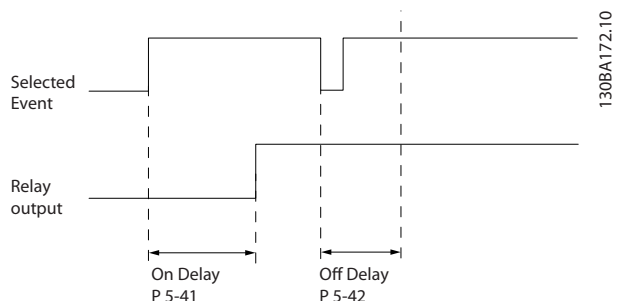 130BA172.10
Selected
Event
Relay
output
On Delay
P 5-41
Off Delay
P 5-42